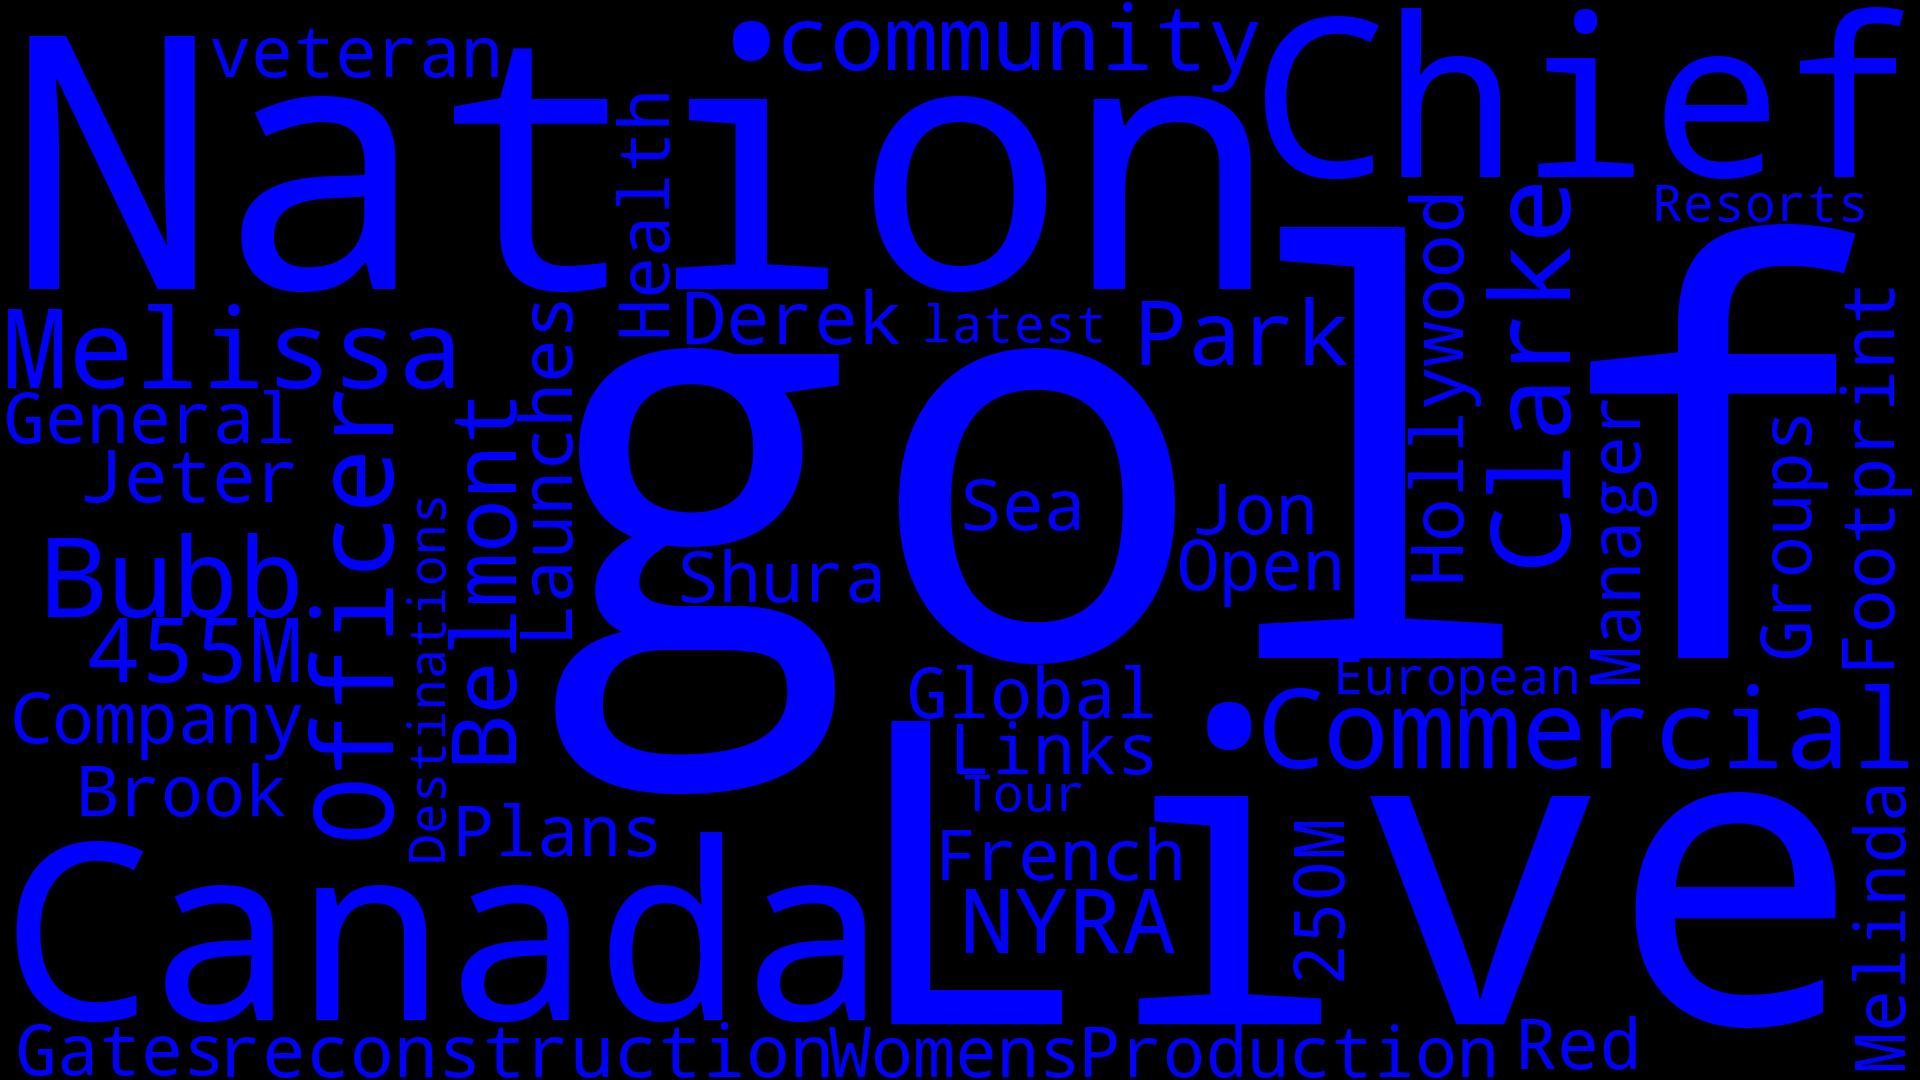 Nation
veteran
•community
Chief
Health
Resorts
Hollywood
Clarke
golf
Melissa
Derek
latest
Park
Footprint
General
Launches
Jeter
Officer
Belmont
Destinations
Sea
Jon
Open
Manager
Groups
Bubb
Shura
455M
Company
Brook
Global
European
Links
•Commercial
Tour
Plans
Canada
Live
French
NYRA
250M
Melinda
Gates
reconstruction
Womens
Production
Red